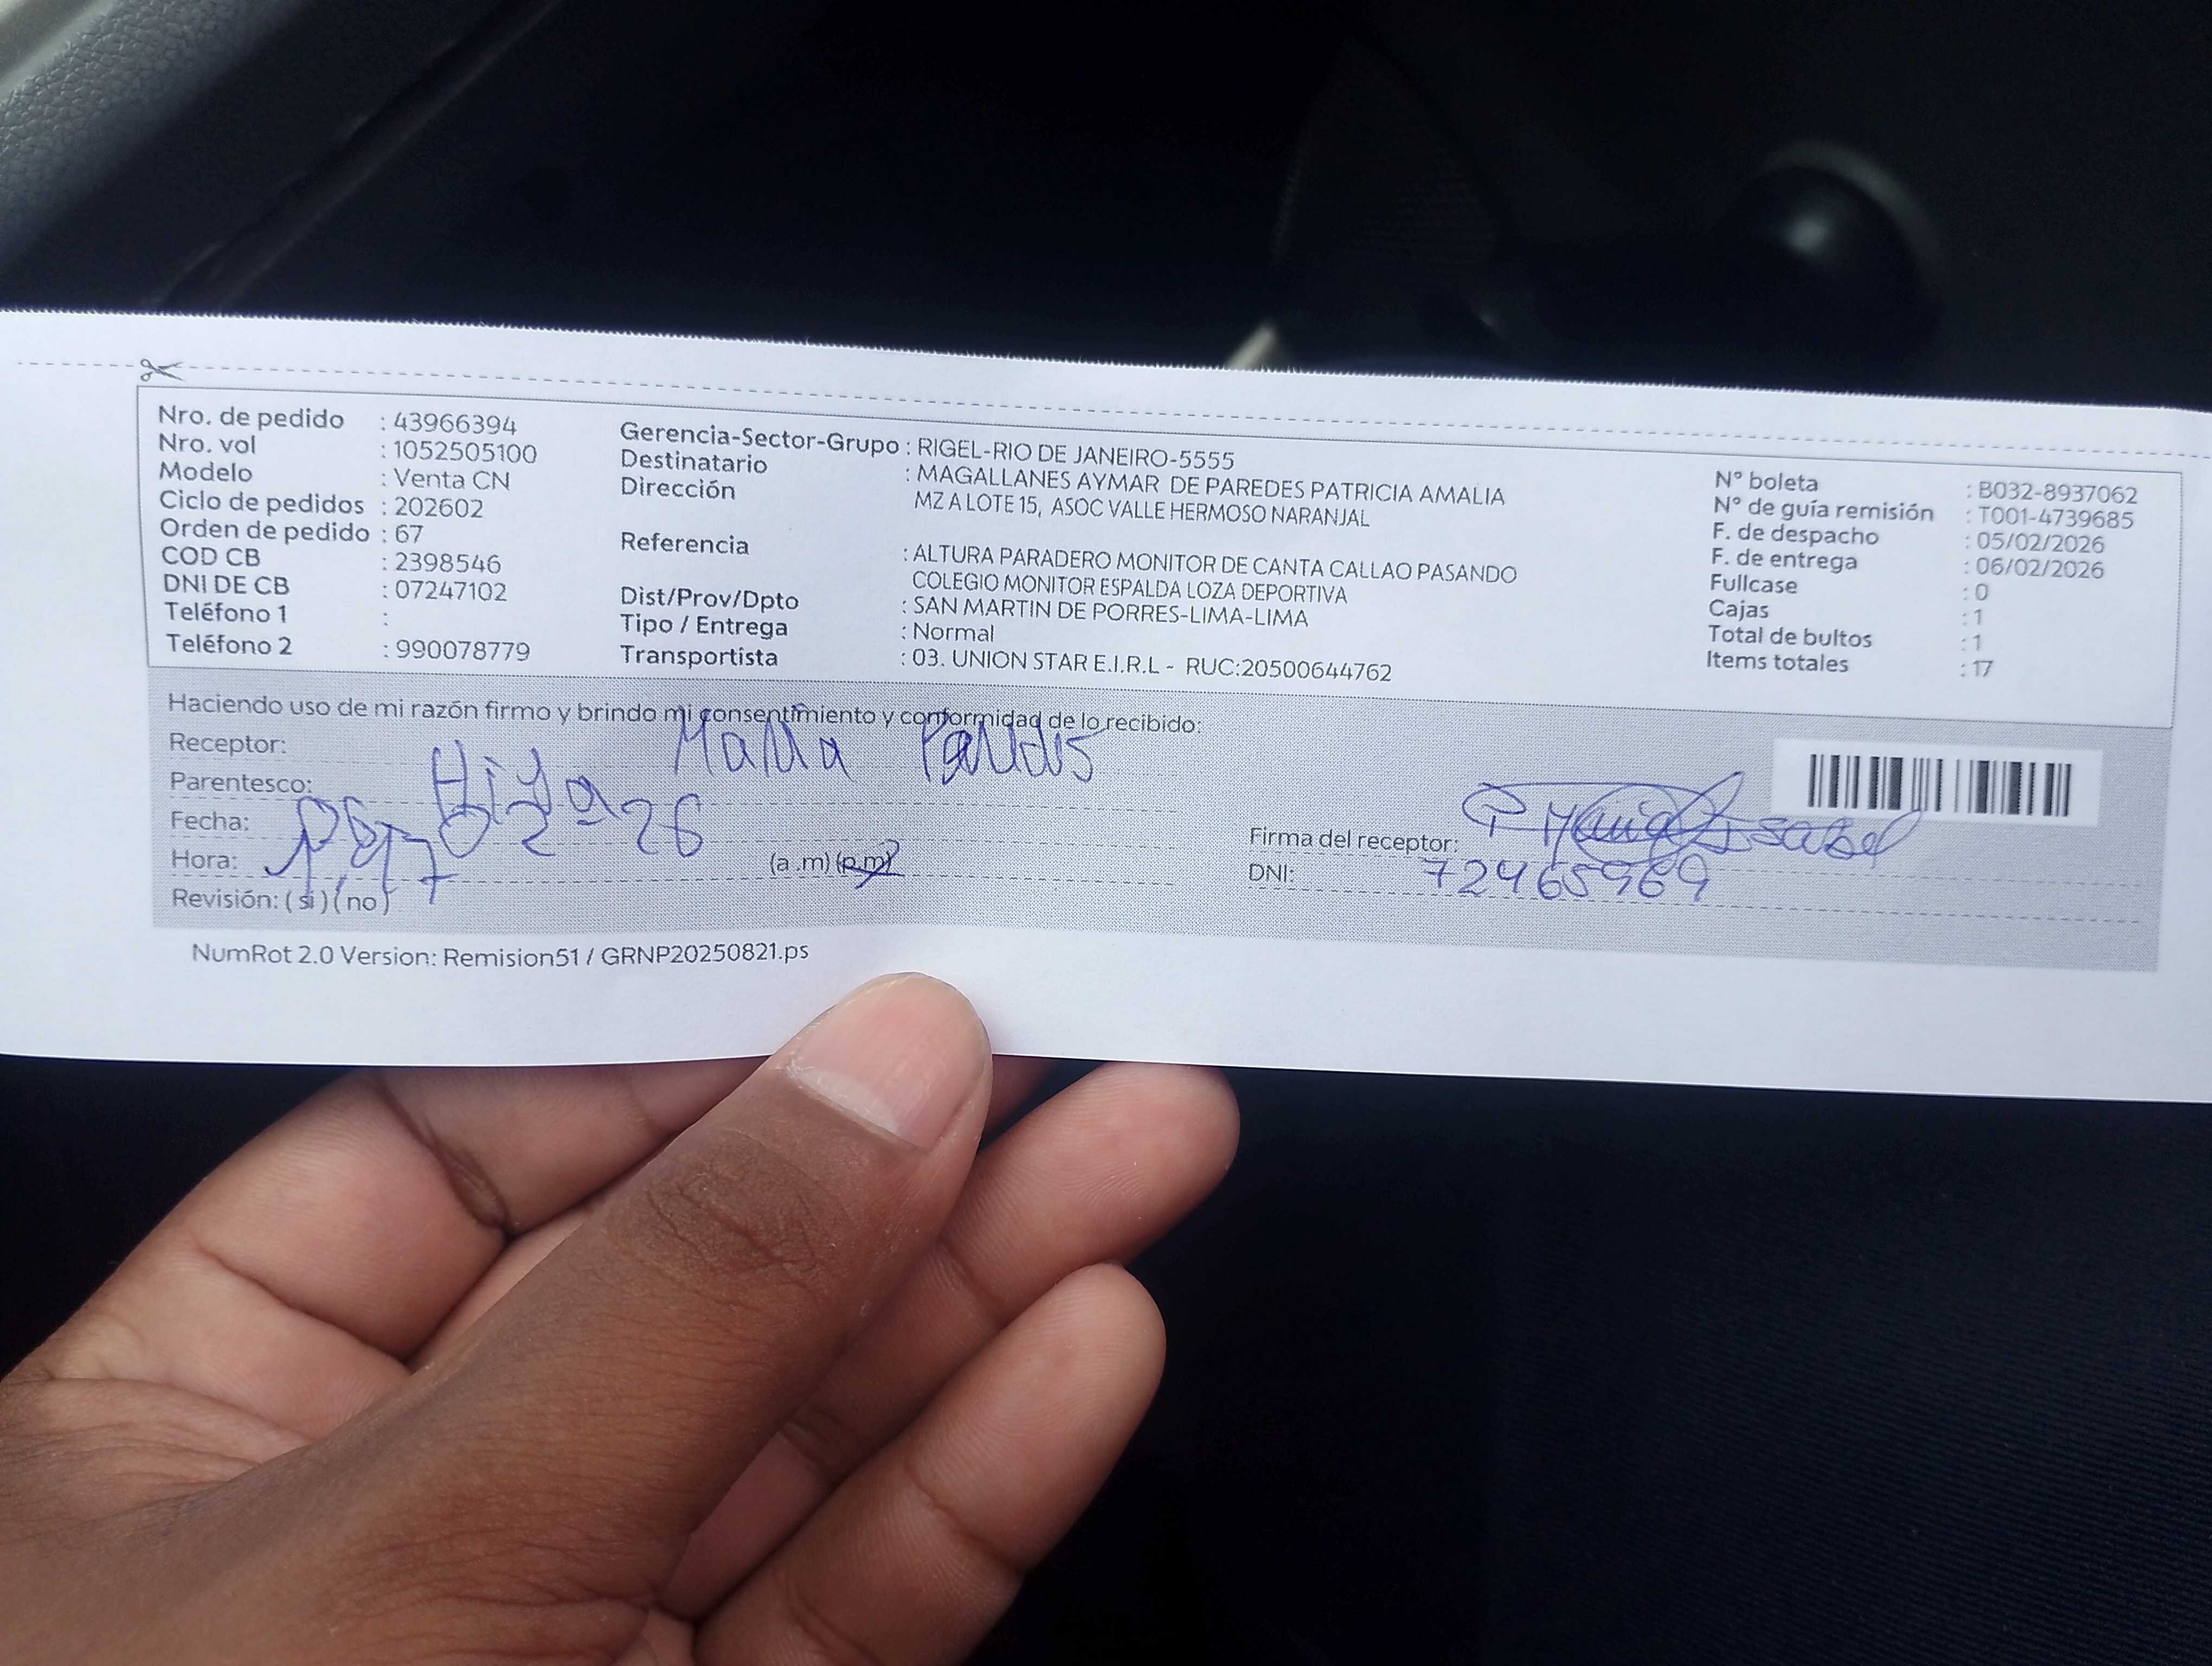 Nro. de pedido : 43966394
Nro. vol : 1052505100
Modelo : Venta CN
Ciclo de pedidos : 202602
Orden de pedido : 67
COD CB : 2398546
DNI DE CB : 07247102
Teléfono 1 :
Teléfono 2 : 990078779
Gerencia-Sector-Grupo : RIGEL-RIO DE JANEIRO-5555
Destinatario : MAGALLANES AYMAR DE PAREDES PATRICIA AMALIA
Dirección MZ A LOTE 15, ASOC VALLE HERMOSO NARANJAL
Referencia : ALTURA PARADERO MONITOR DE CANTA CALLAO PASANDO
COLEGIO MONITOR ESPALDA LOZA DEPORTIVA
Dist/Prov/Dpto : SAN MARTIN DE PORRES-LIMA-LIMA
Tipo / Entrega : Normal
Transportista : 03. UNION STAR E.I.R.L - RUC:20500644762
N° boleta : B032-8937062
N° de guía remisión : T001-4739685
F. de despacho : 05/02/2026
F. de entrega : 06/02/2026
Fullcase : 0
Cajas : 1
Total de bultos : 1
Items totales : 17
Haciendo uso de mi razón firmo y brindo mi consentimiento y conformidad de lo recibido:
Receptor: Maria
Parentesco: Hija
Fecha: 02 26
Hora: (a.m) (p.m)
Revisión: (si) (no)
Firma del receptor: Isabel
DNI: 72465969
NumRot 2.0 Version: Remision51 / GRNP20250821.ps